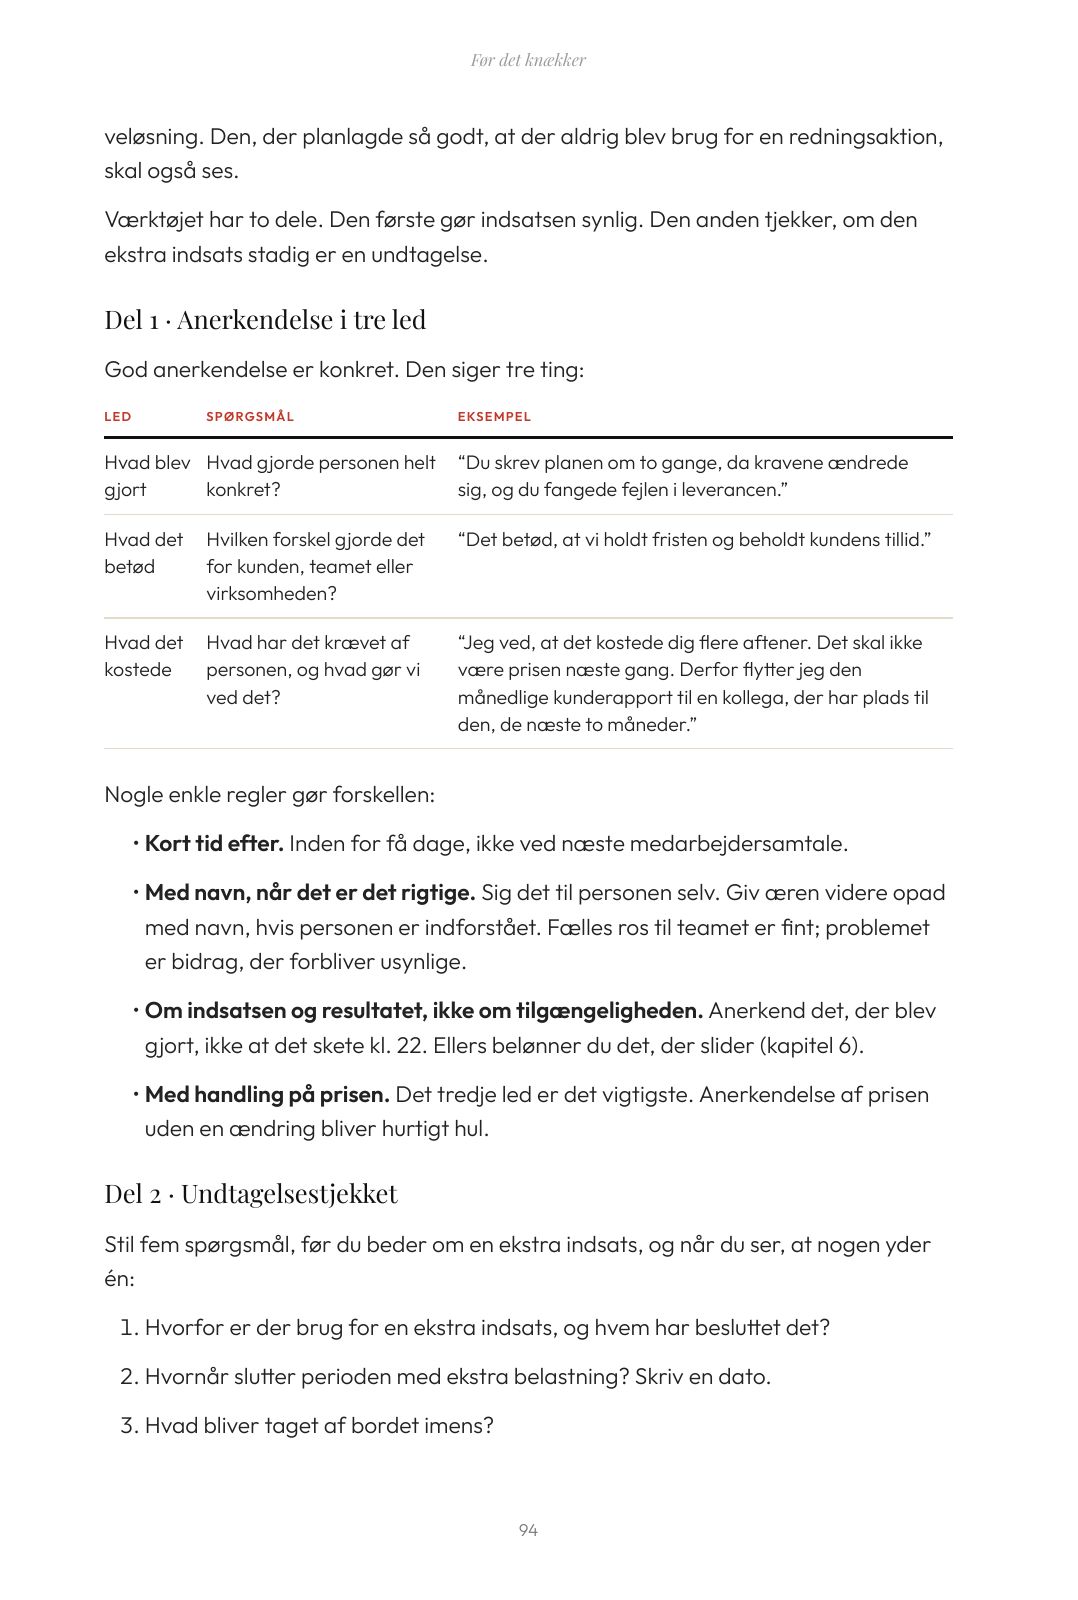 Før det knækker
veløsning. Den, der planlagde så godt, at der aldrig blev brug for en redningsaktion,
skal også ses.
Værktøjet har to dele. Den første gør indsatsen synlig. Den anden tjekker, om den
ekstra indsats stadig er en undtagelse.
Del 1 · Anerkendelse i tre led
God anerkendelse er konkret. Den siger tre ting:
LED SPØRGSMÅL EKSEMPEL
Hvad blev Hvad gjorde personen helt “Du skrev planen om to gange, da kravene ændrede
gjort konkret? sig, og du fangede fejlen i leverancen.”
Hvad det Hvilken forskel gjorde det “Det betød, at vi holdt fristen og beholdt kundens tillid.”
betød for kunden, teamet eller
virksomheden?
Hvad det Hvad har det krævet af “Jeg ved, at det kostede dig flere aftener. Det skal ikke
kostede personen, og hvad gør vi være prisen næste gang. Derfor flytter jeg den
ved det? månedlige kunderapport til en kollega, der har plads til
den, de næste to måneder.”
Nogle enkle regler gør forskellen:
• Kort tid efter. Inden for få dage, ikke ved næste medarbejdersamtale.
• Med navn, når det er det rigtige. Sig det til personen selv. Giv æren videre opad
med navn, hvis personen er indforstået. Fælles ros til teamet er fint; problemet
er bidrag, der forbliver usynlige.
• Om indsatsen og resultatet, ikke om tilgængeligheden. Anerkend det, der blev
gjort, ikke at det skete kl. 22. Ellers belønner du det, der slider (kapitel 6).
• Med handling på prisen. Det tredje led er det vigtigste. Anerkendelse af prisen
uden en ændring bliver hurtigt hul.
Del 2 · Undtagelsestjekket
Stil fem spørgsmål, før du beder om en ekstra indsats, og når du ser, at nogen yder
én:
1. Hvorfor er der brug for en ekstra indsats, og hvem har besluttet det?
2. Hvornår slutter perioden med ekstra belastning? Skriv en dato.
3. Hvad bliver taget af bordet imens?
94